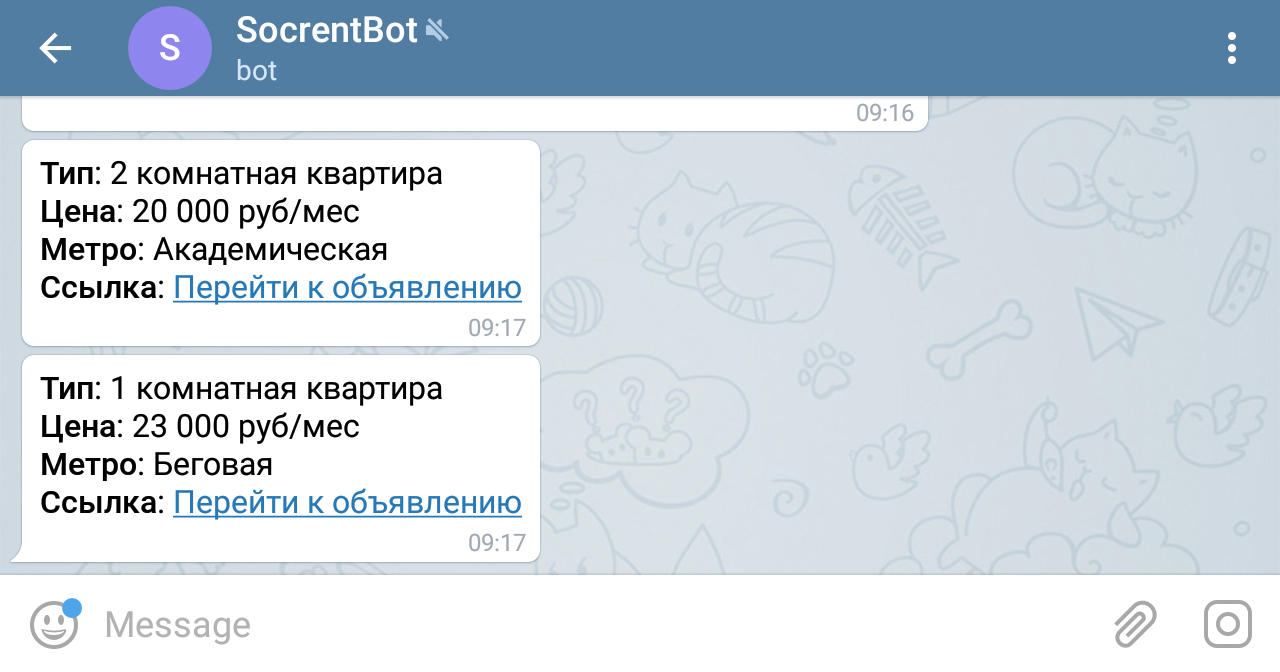 S
SocrentBot
bot
09:16
Тип: 2 комнатная квартира
Цена: 20 000 руб/мес
Метро: Академическая
Ссылка: Перейти к объявлению
09:17
Тип: 1 комнатная квартира
Цена: 23 000 руб/мес
Метро: Беговая
Ссылка: Перейти к объявлению
09:17
Message